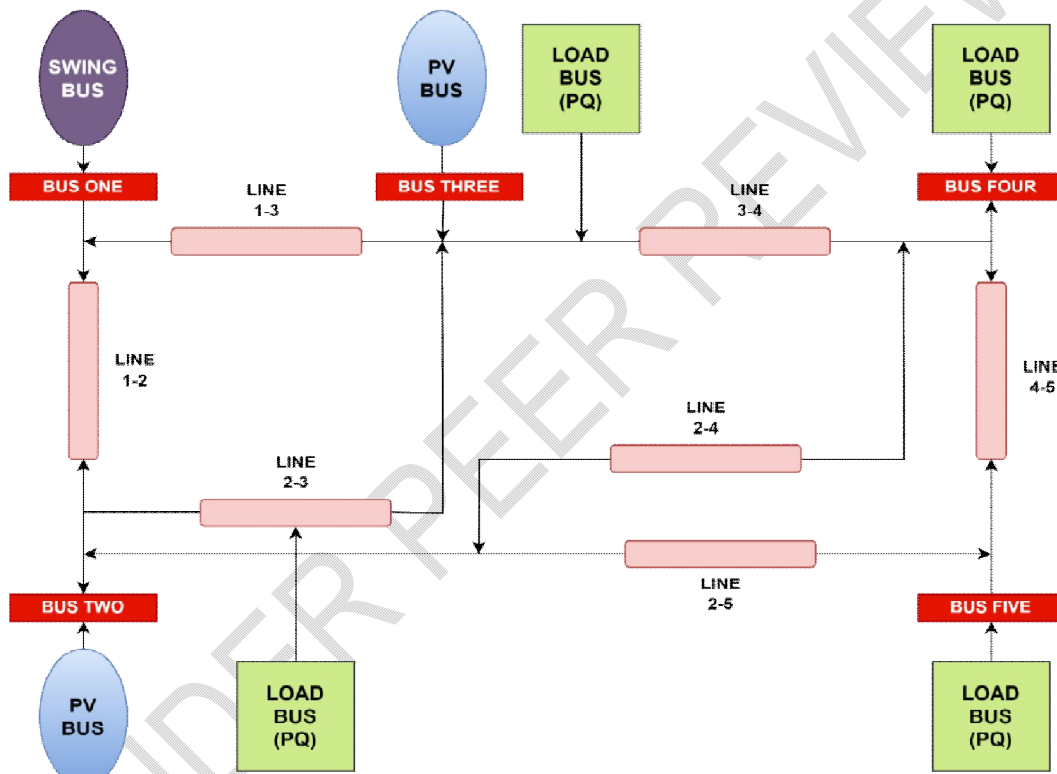 SWING
BUS
PV
BUS
LOAD
BUS
(PQ)
LOAD
BUS
(PQ)
BUS ONE
LINE
1-3
BUS THREE
LINE
3-4
BUS FOUR
LINE
1-2
LINE
4-5
LINE
2-4
LINE
2-3
LINE
2-5
BUS TWO
BUS FIVE
PV
BUS
LOAD
BUS
(PQ)
LOAD
BUS
(PQ)
UNDER PEER REVIEW